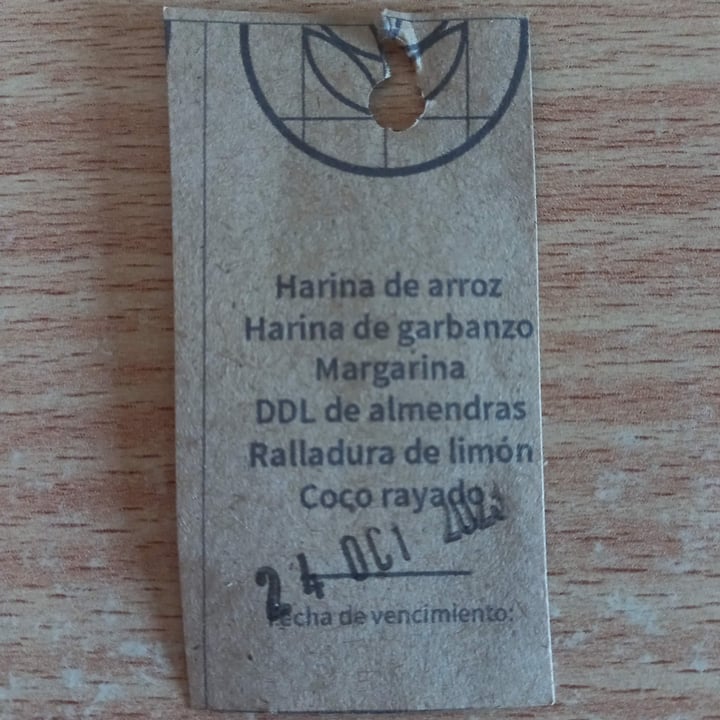 Harina de arroz
Harina de garbanzo
Margarina
DDL de almendras
Ralladura de limón
Coco rayado
24 OCT
Fecha de vencimiento: